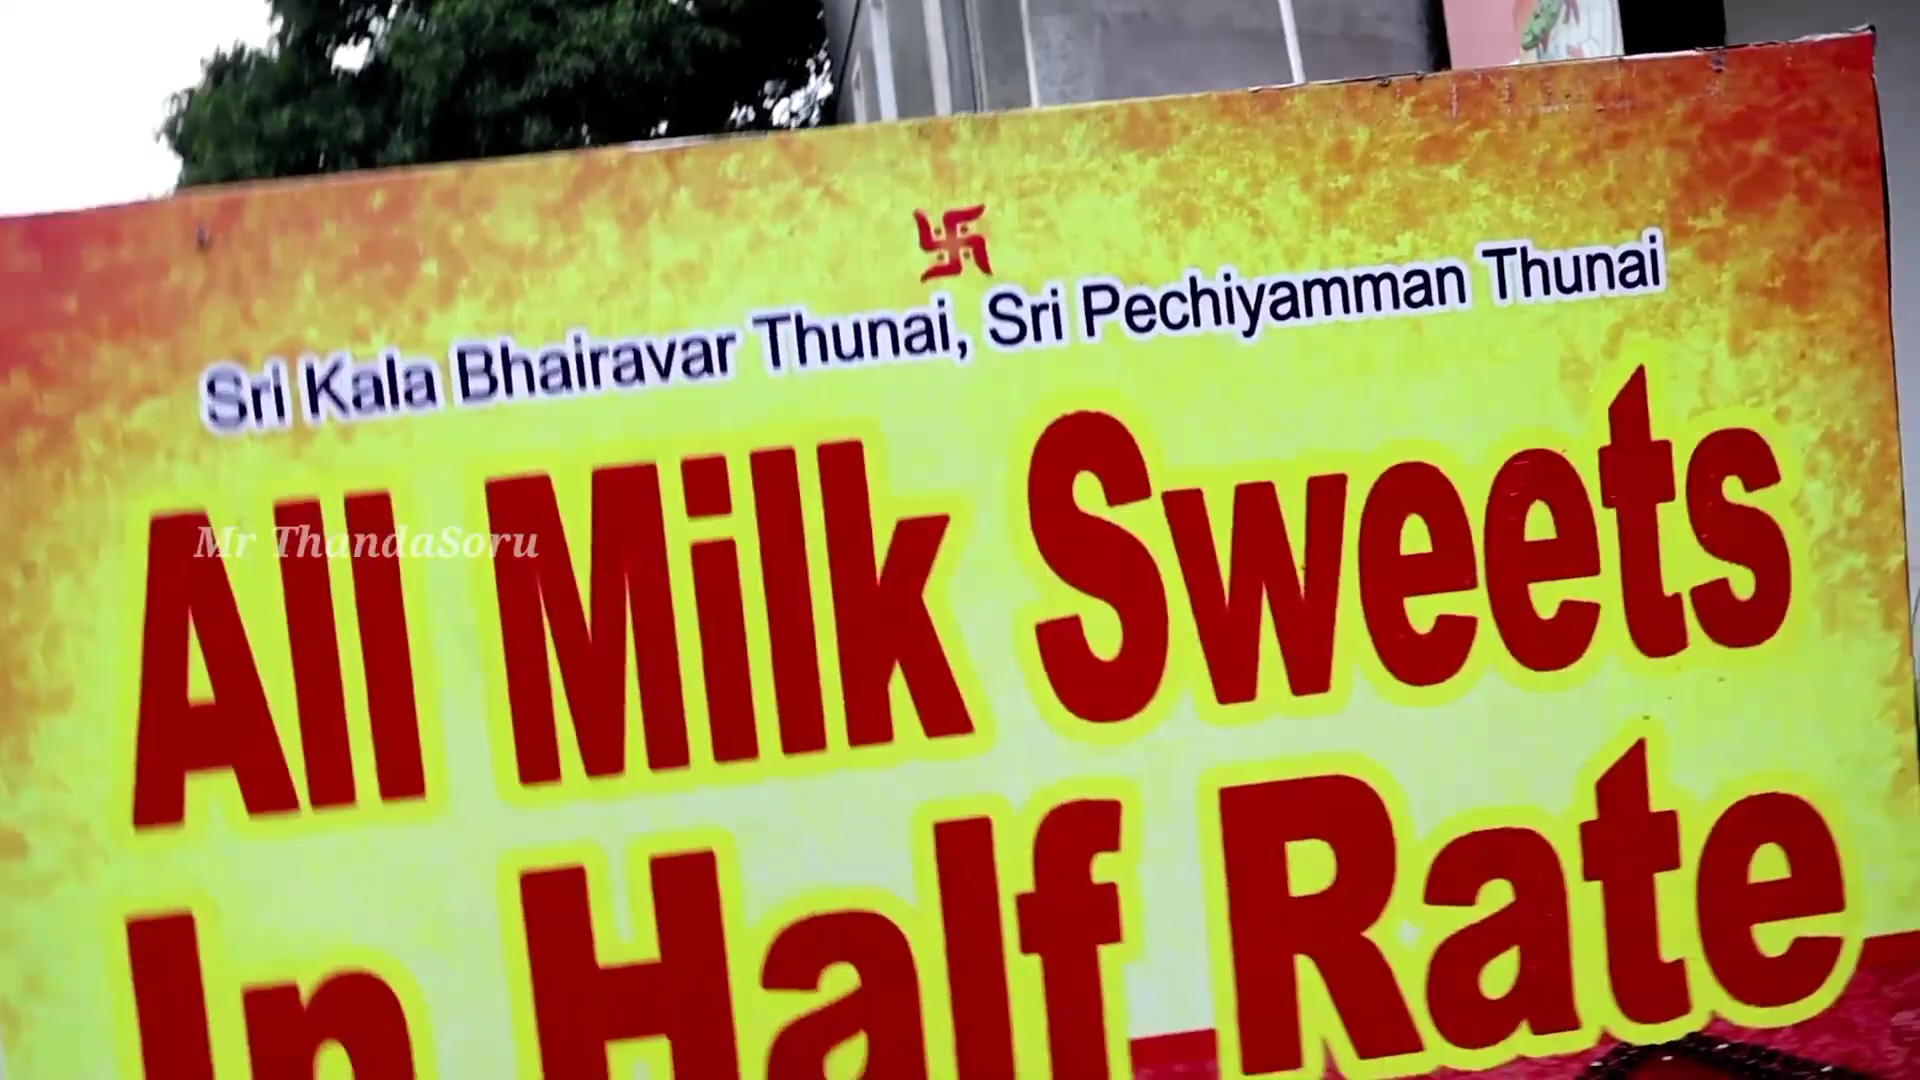 Sri Kala Bhairavar Thunai, Sri Pechiyamman Thunai
All Milk Sweets
Mr ThandaSoru
In Half Rate